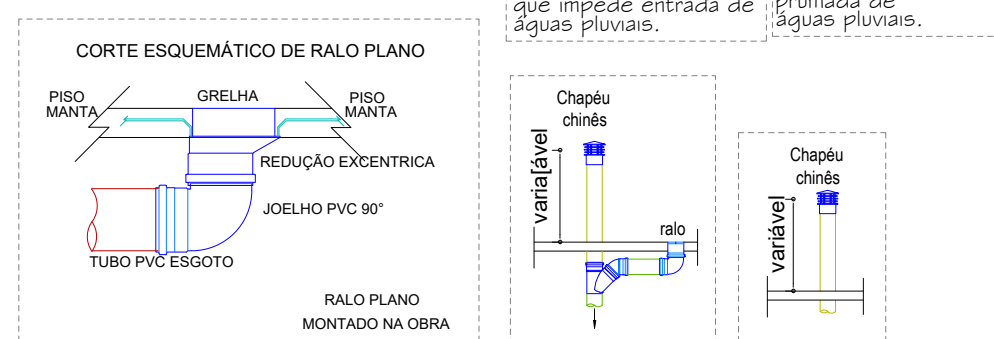 que impede entrada de
águas pluviais.
prumada de
águas pluviais.
CORTE ESQUEMÁTICO DE RALO PLANO
PISO
MANTA
GRELHA
PISO
MANTA
REDUÇÃO EXCENTRICA
JOELHO PVC 90°
TUBO PVC ESGOTO
RALO PLANO
MONTADO NA OBRA
Chapéu
chinês
varia[ável
ralo
Chapéu
chinês
variável